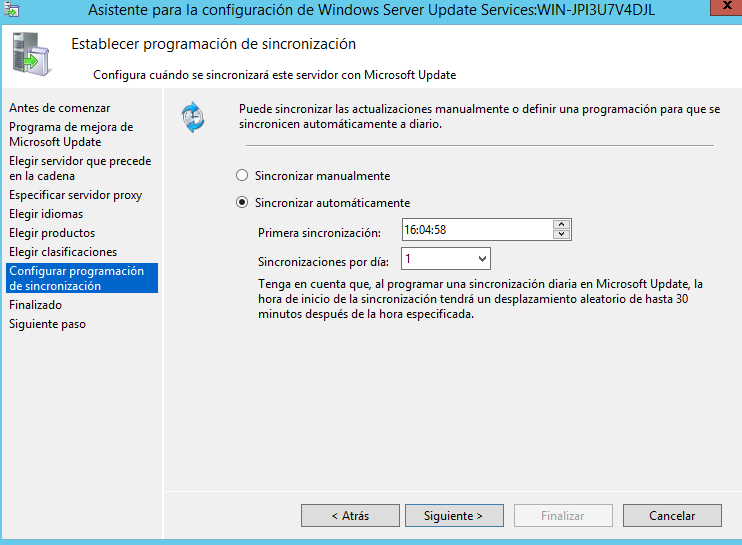 Asistente para la configuración de Windows Server Update Services:WIN-JPI3U7V4DJL
x
Establecer programación de sincronización
Configura cuándo se sincronizará este servidor con Microsoft Update
Antes de comenzar
Programa de mejora de
Microsoft Update
Elegir servidor que precede
en la cadena
Especificar servidor proxy
Elegir idiomas
Elegir productos
Elegir clasificaciones
Configurar programación
de sincronización
Finalizado
Siguiente paso
Puede sincronizar las actualizaciones manualmente o definir una programación para que se
sincronicen automáticamente a diario.
Sincronizar manualmente
Sincronizar automáticamente
Primera sincronización: 16:04:58
Sincronizaciones por día: 1
Tenga en cuenta que, al programar una sincronización diaria en Microsoft Update, la
hora de inicio de la sincronización tendrá un desplazamiento aleatorio de hasta 30
minutos después de la hora especificada.
< Atrás Siguiente > Finalizar Cancelar